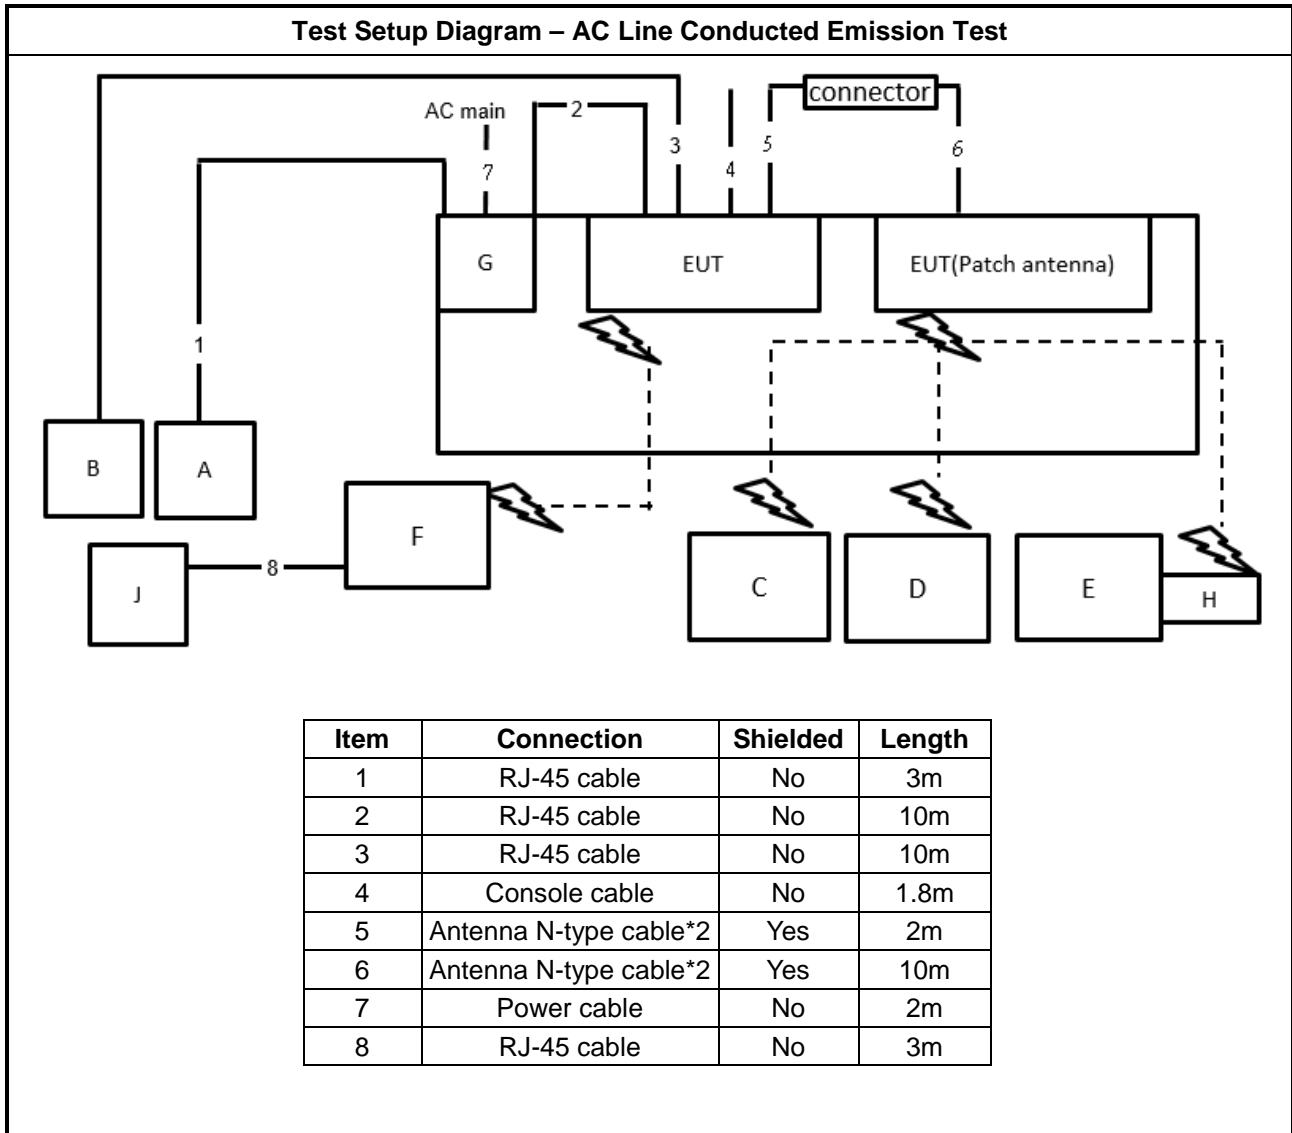 Test Setup Diagram – AC Line Conducted Emission Test
connector
AC main
2
3
5
6
4
7
G
EUT
EUT(Patch antenna)
1
B
A
F
J
8
C
D
E
H
Item Connection Shielded Length
1 RJ-45 cable No 3m
2 RJ-45 cable No 10m
3 RJ-45 cable No 10m
4 Console cable No 1.8m
5 Antenna N-type cable*2 Yes 2m
6 Antenna N-type cable*2 Yes 10m
7 Power cable No 2m
8 RJ-45 cable No 3m